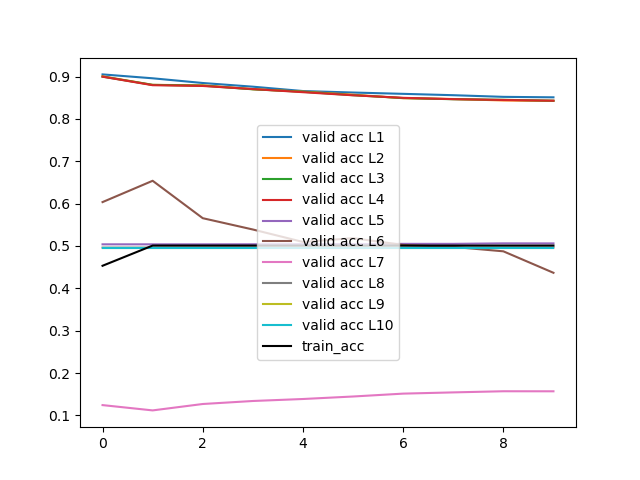 0.9
0.8
0.7
0.6
0.5
0.4
0.3
0.2
0.1
valid acc L1
valid acc L2
valid acc L3
valid acc L4
valid acc L5
valid acc L6
valid acc L7
valid acc L8
valid acc L9
valid acc L10
train_acc
0 2 4 6 8